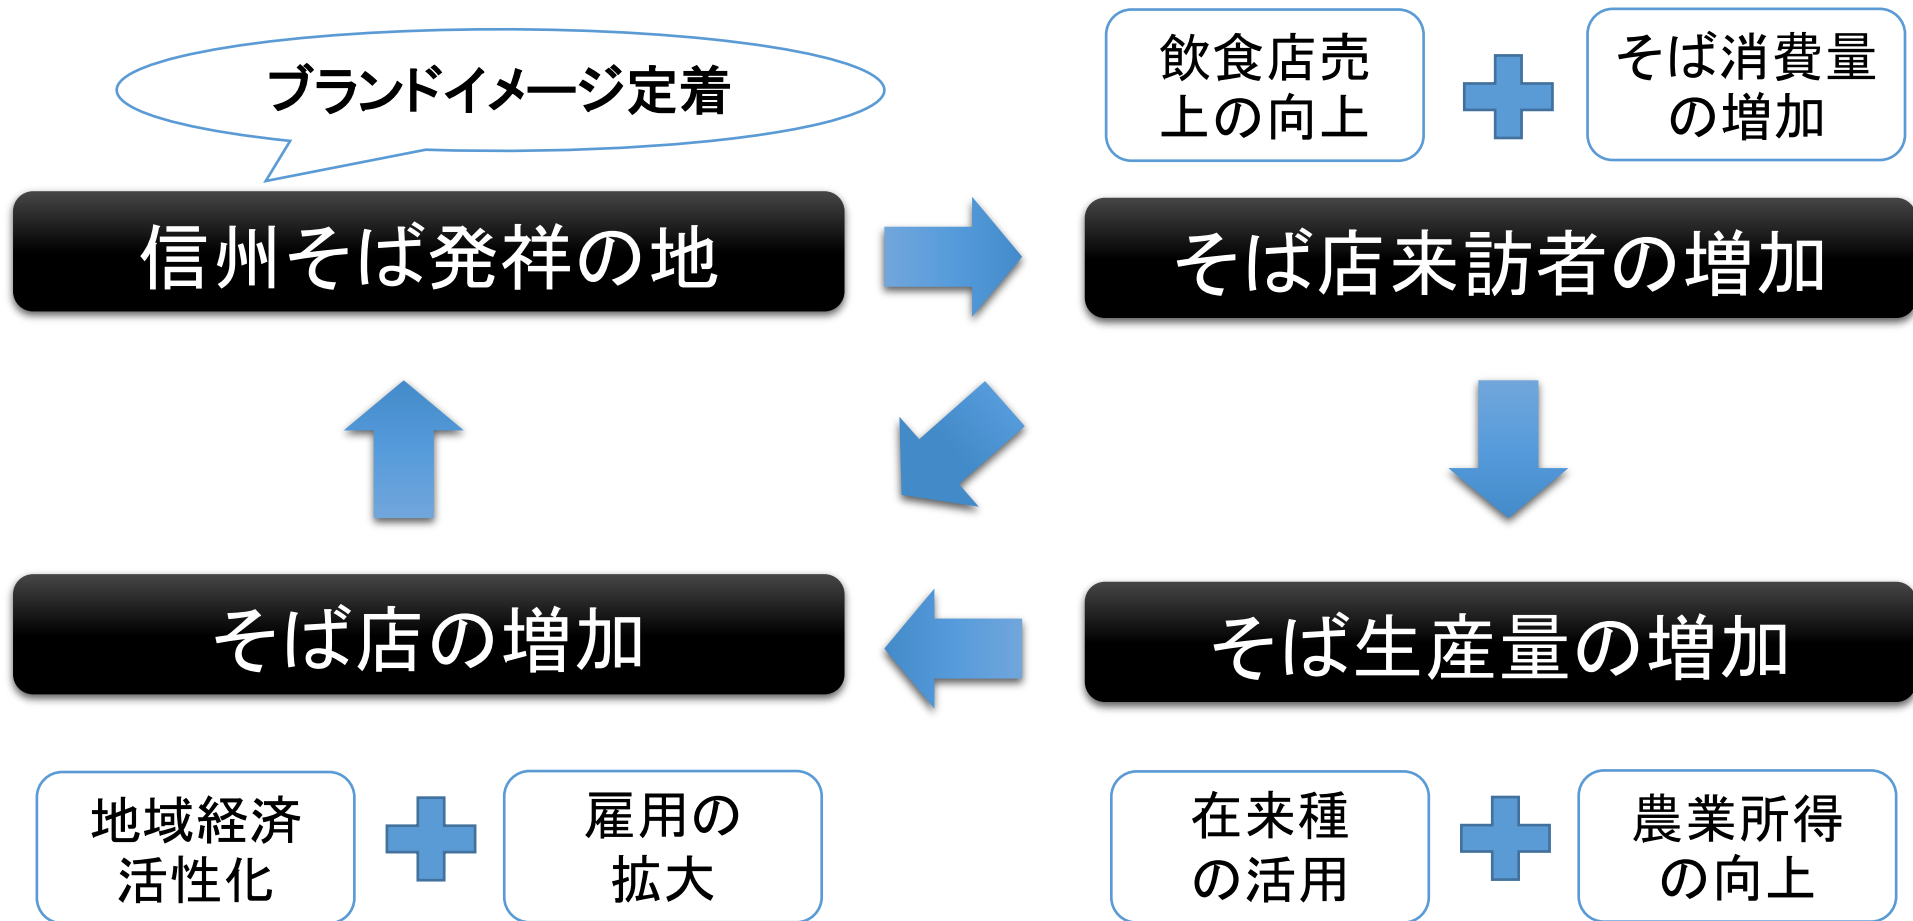 ブランドイメージ定着
飲食店売
上の向上
そば消費量
の増加
信州そば発祥の地
そば店来訪者の増加
そば店の増加
そば生産量の増加
地域経済
活性化
雇用の
拡大
在来種
の活用
農業所得
の向上